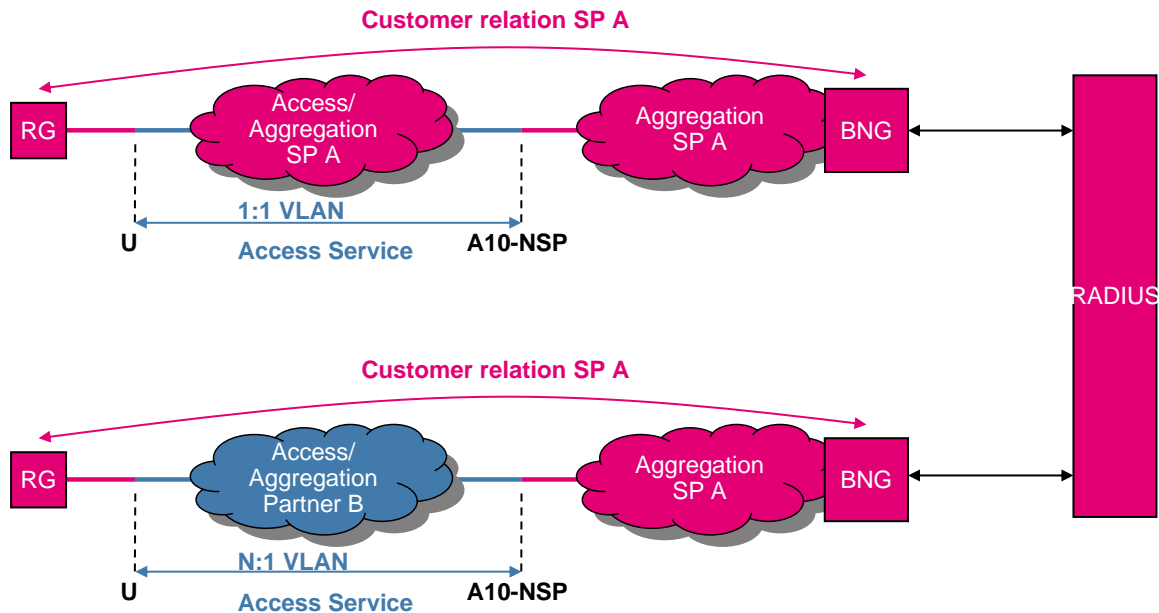 Customer relation SP A
RG
Access/
Aggregation
SP A
Aggregation
SP A
BNG
1:1 VLAN
U
A10-NSP
Access Service
RADIUS
Customer relation SP A
RG
Access/
Aggregation
Partner B
Aggregation
SP A
BNG
N:1 VLAN
U
A10-NSP
Access Service